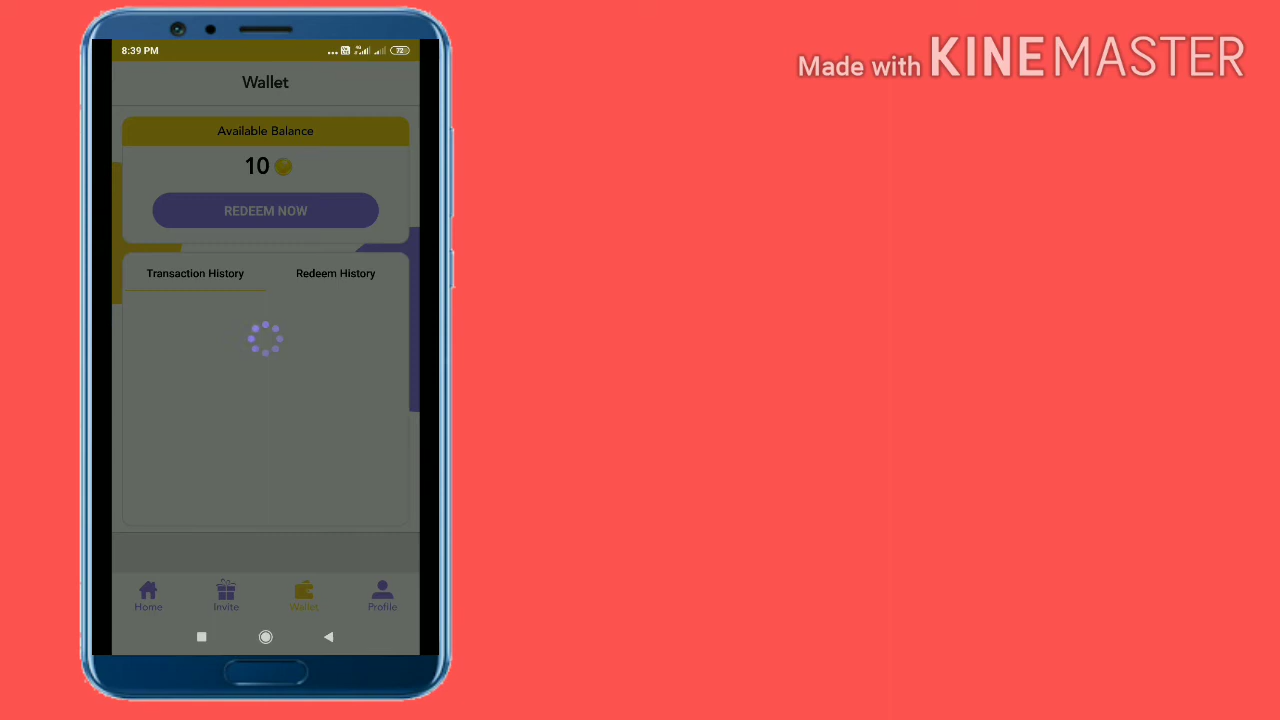 8:39 PM
72
Wallet
Available Balance
10
REDEEM NOW
Transaction History
Redeem History
Home
Invite
Wallet
Profile
Made with KINEMASTER